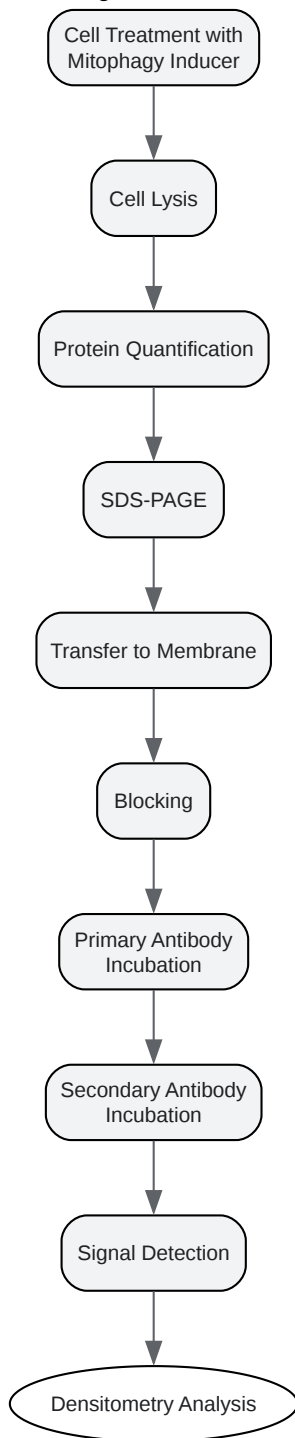 Cell Treatment with
Mitophagy Inducer
Cell Lysis
Protein Quantification
SDS-PAGE
Transfer to Membrane
Blocking
Primary Antibody
Incubation
Secondary Antibody
Incubation
Signal Detection
Densitometry Analysis